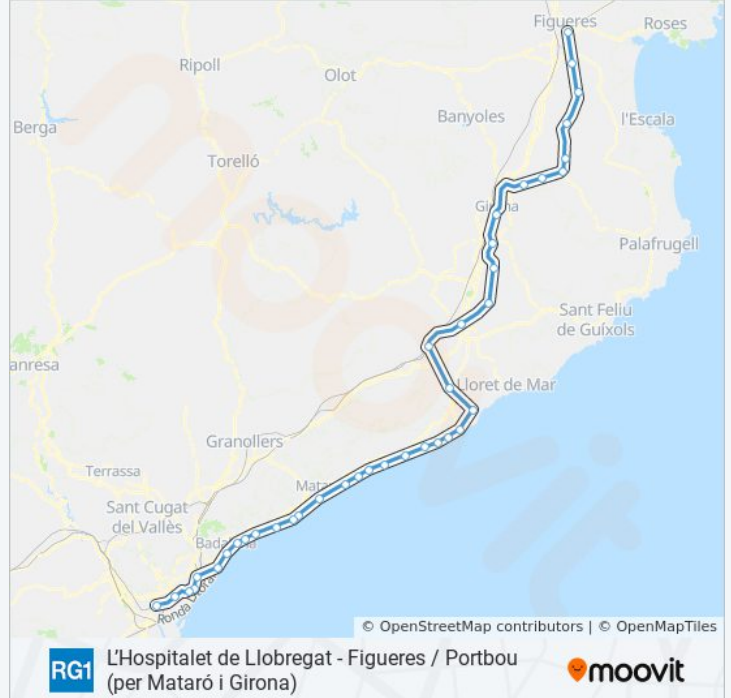 Figueres
Roses
Ripoll
Olot
Banyoles
l'Escala
Berga
Torelló
Palafrugell
Sant Feliu
de Guíxols
anresa
Lloret de Mar
Granollers
Terrassa
Sant Cugat
del Vallès
© OpenStreetMap contributors | © OpenMapTiles
RG1
L'Hospitalet de Llobregat - Figueres / Portbou
(per Mataró i Girona)
moovit
moovit